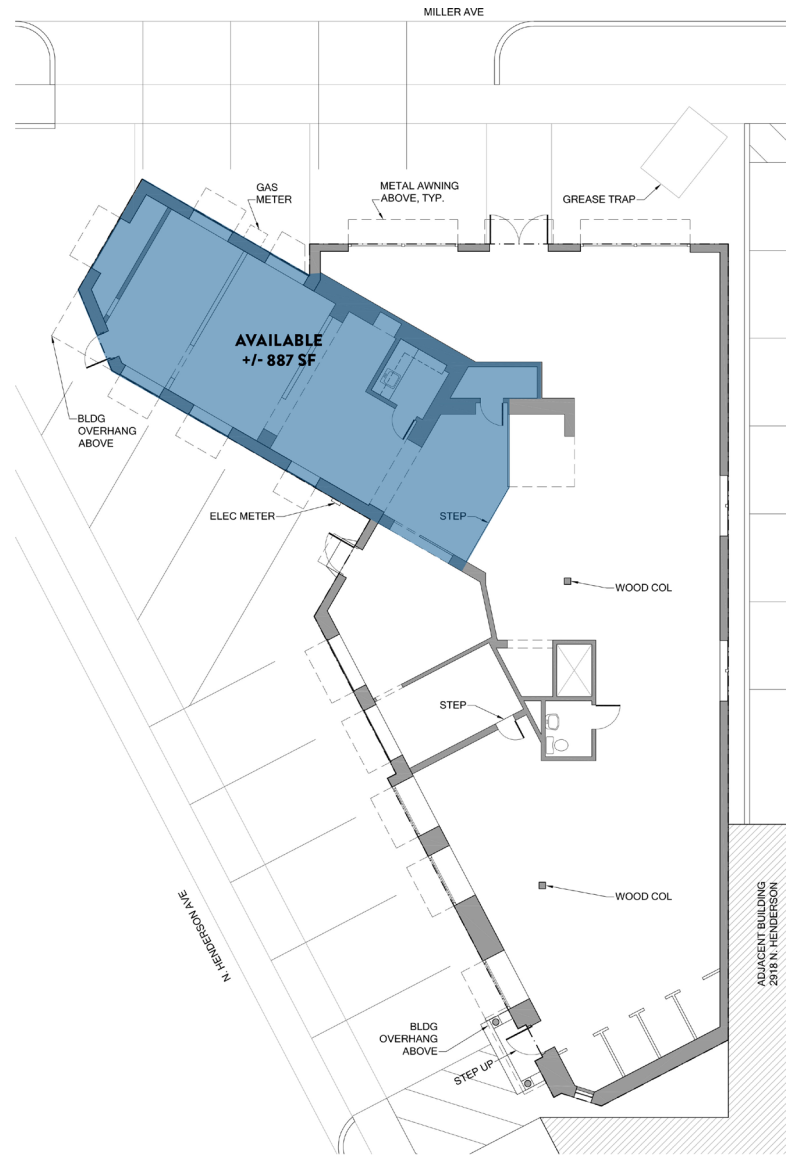 MILLER AVE
GAS
METER
METAL AWNING
ABOVE, TYP.
GREASE TRAP
AVAILABLE
+/- 887 SF
BLDG
OVERHANG
ABOVE
ELEC METER
STEP
WOOD COL
STEP
WOOD COL
N. HENDERSON AVE
ADJACENT BUILDING
2918 N. HENDERSON
BLDG
OVERHANG
ABOVE
STEP UP